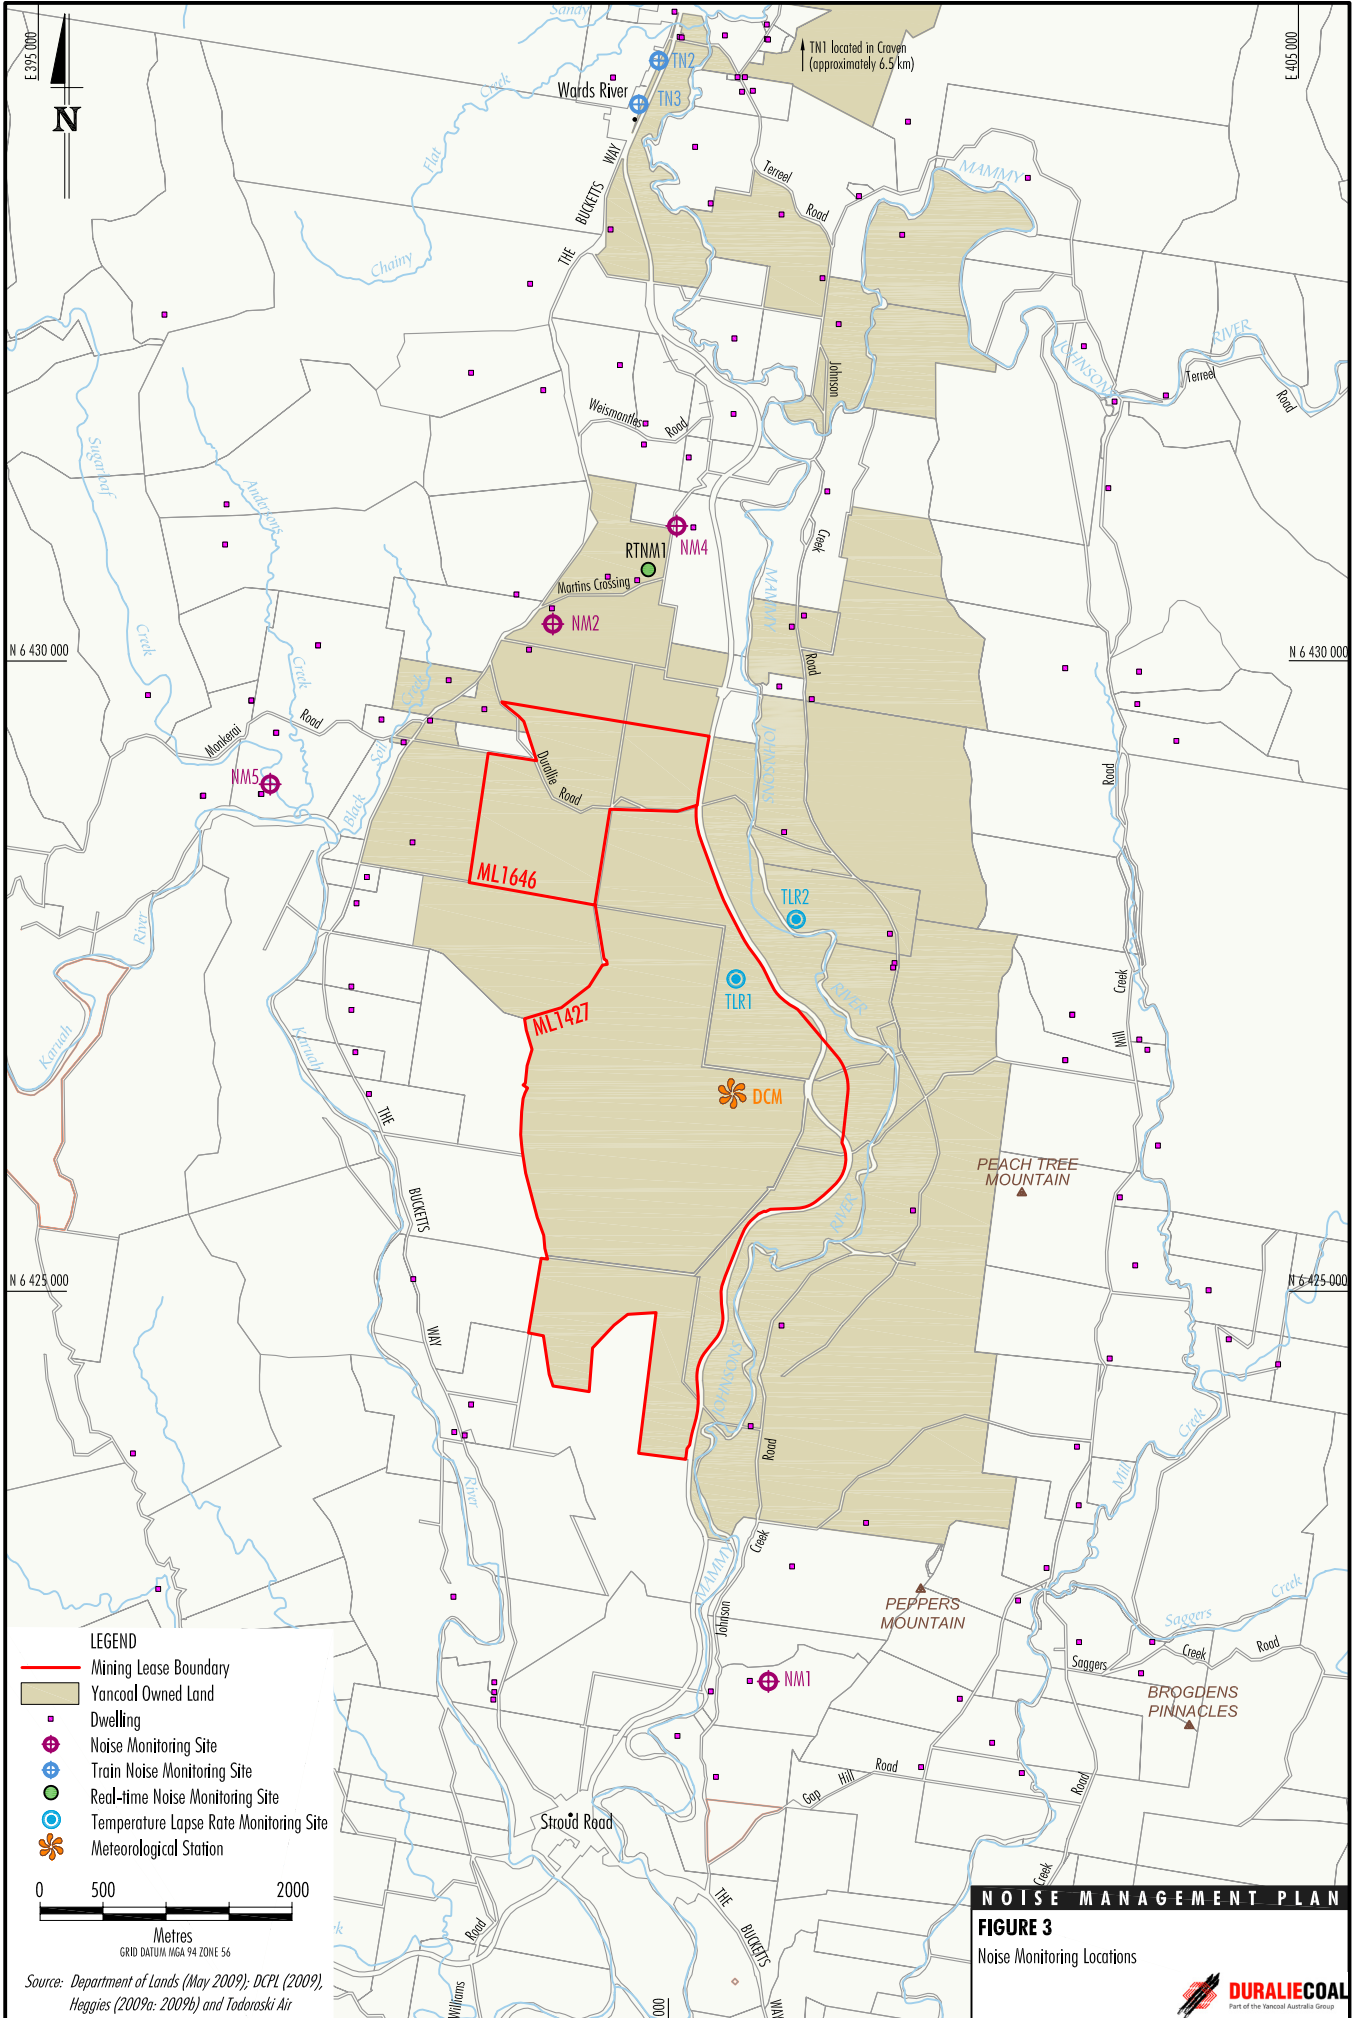 E 395 000
E 405 000
N
Sandy
Creek
Flat
Chainy
TN1 located in Craven
(approximately 6.5 km)
TN2
Wards River
TN3
THE
BUCKETTS
WAY
Terreel
Road
MAMMY
JOHNSON
RIVER
Terreel
Road
Johnson
Weismantles
Road
Sugarloaf
Creek
Andersons
Creek
NM4
RTNM1
Martins Crossing
NM2
Creek
Road
MAMMY
JOHNSONS
RIVER
N 6 430 000
N 6 430 000
Monkerai
Road
NM5
Black
Soil
Creek
Durallie
Road
ML1646
ML1427
TLR2
TLR1
DCM
Road
Creek
Mill
Karuah
River
Karuah
THE
BUCKETTS
WAY
River
PEACH TREE
MOUNTAIN
RIVER
JOHNSONS
MAMMY
N 6 425 000
N 6 425 000
Road
Creek
Johnson
Mill
Creek
PEPPERS
MOUNTAIN
Saggers
Creek
Saggers
Creek
Road
BROGDENS
PINNACLES
NM1
Gap
Hill
Road
Road
Creek
Stroud Road
THE
BUCKETTS
WAY
Road
Williams
LEGEND
Mining Lease Boundary
Yancoal Owned Land
Dwelling
Noise Monitoring Site
Train Noise Monitoring Site
Real-time Noise Monitoring Site
Temperature Lapse Rate Monitoring Site
Meteorological Station
0 500 2000
Metres
GRID DATUM MGA 94 ZONE 56
Source: Department of Lands (May 2009); DCPL (2009),
Heggies (2009a: 2009b) and Todoroski Air
NOISE MANAGEMENT PLAN
FIGURE 3
Noise Monitoring Locations
DURALIECOAL
Part of the Yancoal Australia Group